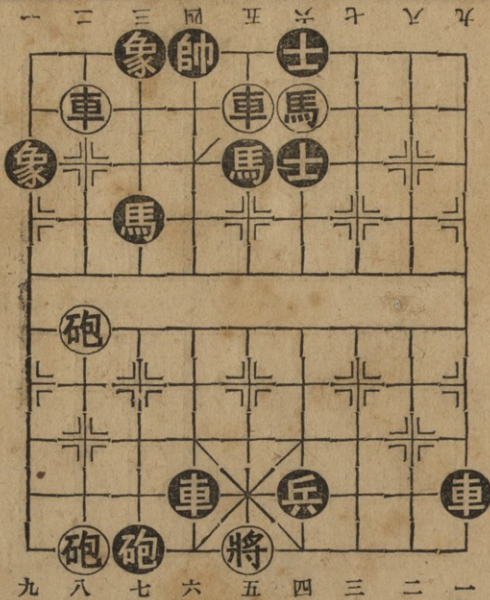 一 二 三 四 五 六 七 八 九
象 帥 士
車 車 馬
象 馬 士
馬
砲
車 兵 車
砲 砲 將
九 八 七 六 五 四 三 二 一